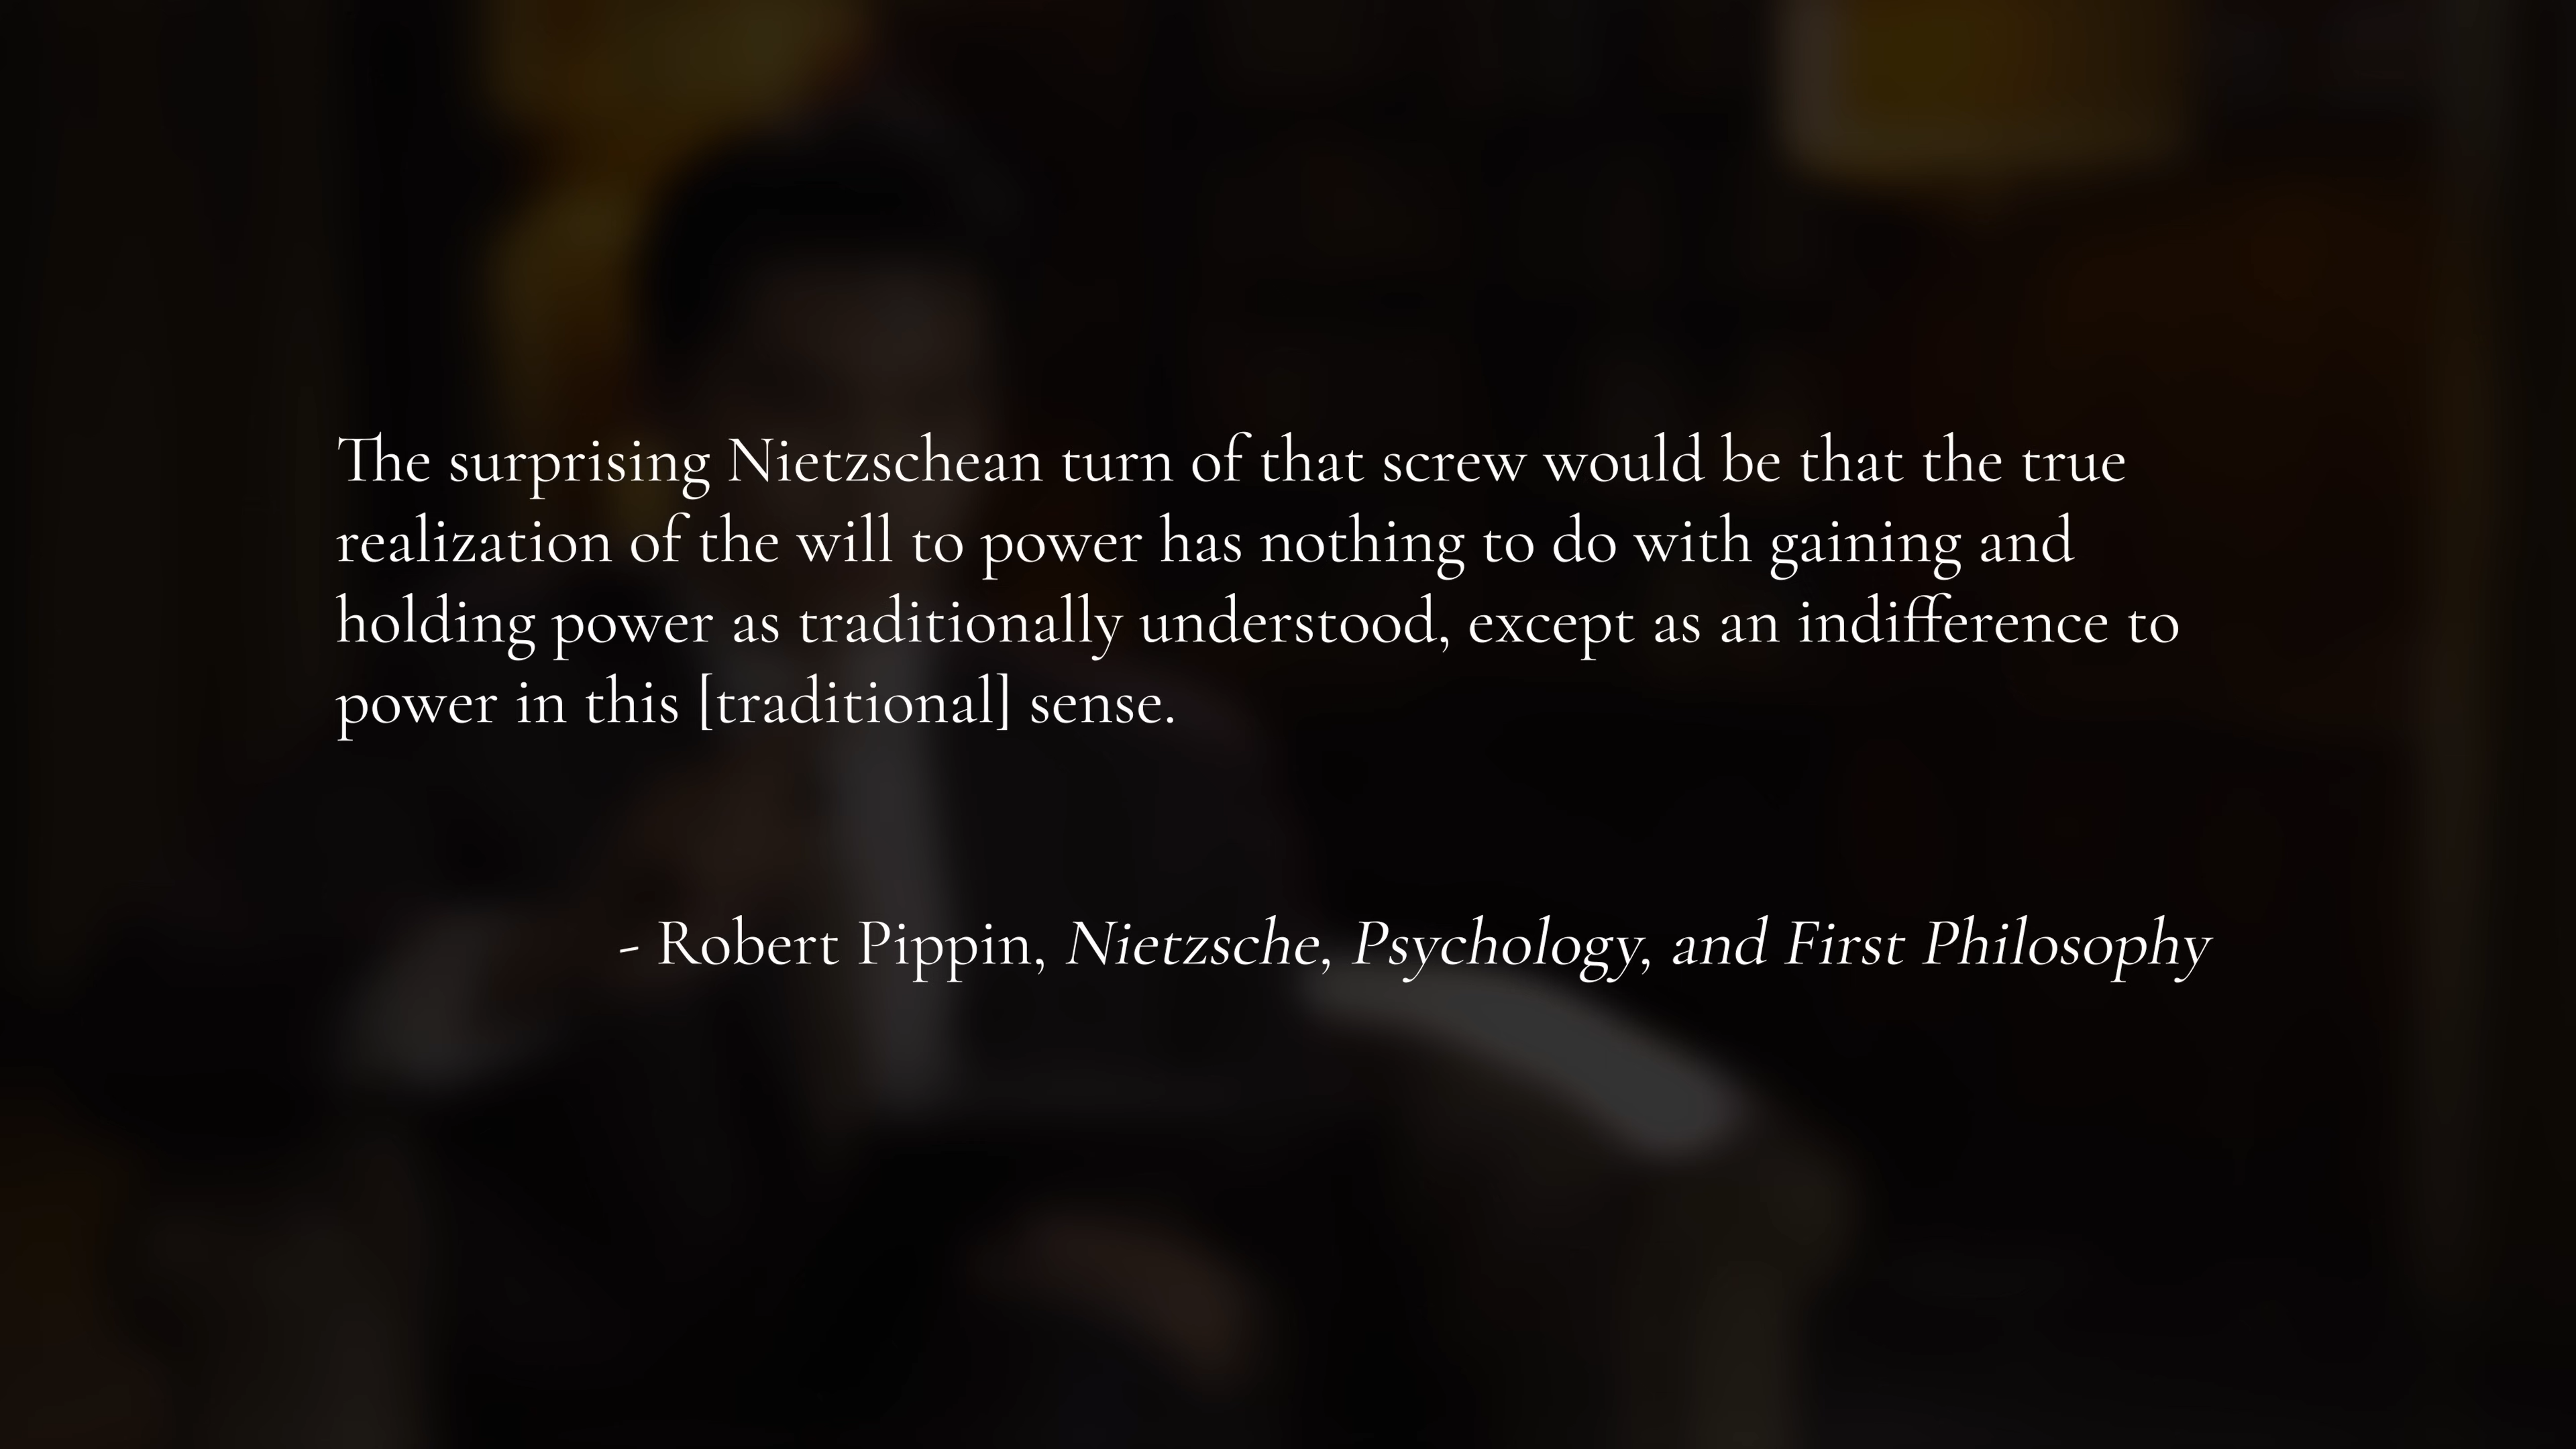 The surprising Nietzschean turn of that screw would be that the true
realization of the will to power has nothing to do with gaining and
holding power as traditionally understood, except as an indifference to
power in this [traditional] sense.
- Robert Pippin, Nietzsche, Psychology, and First Philosophy